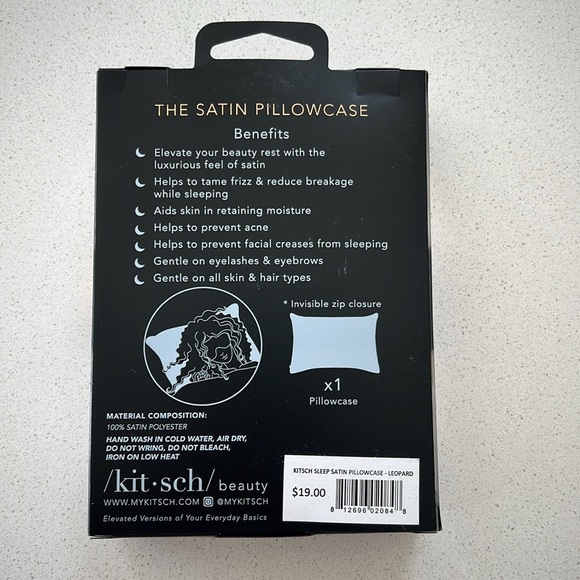 THE SATIN PILLOWCASE
Benefits
Elevate your beauty rest with the
luxurious feel of satin
Helps to tame frizz & reduce breakage
while sleeping
Aids skin in retaining moisture
Helps to prevent acne
Helps to prevent facial creases from sleeping
Gentle on eyelashes & eyebrows
Gentle on all skin & hair types
* Invisible zip closure
x1
Pillowcase
MATERIAL COMPOSITION:
100% SATIN POLYESTER
HAND WASH IN COLD WATER, AIR DRY,
DO NOT WRING, DO NOT BLEACH,
IRON ON LOW HEAT
/kit·sch/ beauty
WWW.MYKITSCH.COM @MYKITSCH
Elevated Versions of Your Everyday Basics
KITSCH SLEEP SATIN PILLOWCASE - LEOPARD
$19.00
8 12696 02084 8